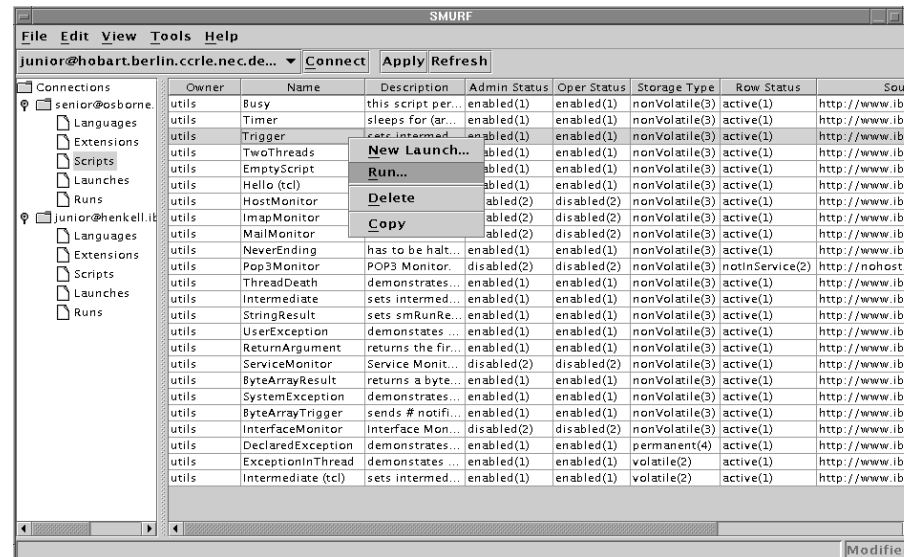 SMURF
File Edit View Tools Help
junior@hobart.berlin.ccrle.nec.de... Connect Apply Refresh
Connections
senior@osborne.
Languages
Extensions
Scripts
Launches
Runs
junior@henkell.ib
Languages
Extensions
Scripts
Launches
Runs
Owner Name Description Admin Status Oper Status Storage Type Row Status Sou
utils Busy this script per... enabled(1) enabled(1) nonVolatile(3) active(1) http://www.ib
utils Timer sleeps for (ar... enabled(1) enabled(1) nonVolatile(3) active(1) http://www.ib
utils Trigger sets intermed... enabled(1) enabled(1) nonVolatile(3) active(1) http://www.ib
utils TwoThreads abled(1) enabled(1) nonVolatile(3) active(1) http://www.ib
utils EmptyScript abled(1) enabled(1) nonVolatile(3) active(1) http://www.ib
utils Hello (tcl) abled(1) enabled(1) nonVolatile(3) active(1) http://www.ib
utils HostMonitor abled(2) disabled(2) nonVolatile(3) active(1) http://www.ib
utils ImapMonitor abled(2) disabled(2) nonVolatile(3) active(1) http://www.ib
utils MailMonitor abled(2) disabled(2) nonVolatile(3) active(1) http://www.ib
utils NeverEnding has to be halt... enabled(1) enabled(1) nonVolatile(3) active(1) http://www.ib
utils Pop3Monitor POP3 Monitor. disabled(2) disabled(2) nonVolatile(3) notInService(2) http://nohost
utils ThreadDeath demonstrates... enabled(1) enabled(1) nonVolatile(3) active(1) http://www.ib
utils Intermediate sets intermed... enabled(1) enabled(1) nonVolatile(3) active(1) http://www.ib
utils StringResult sets smRunRe... enabled(1) enabled(1) nonVolatile(3) active(1) http://www.ib
utils UserException demonstates ... enabled(1) enabled(1) nonVolatile(3) active(1) http://www.ib
utils ReturnArgument returns the fir... enabled(1) enabled(1) nonVolatile(3) active(1) http://www.ib
utils ServiceMonitor Service Monit... disabled(2) disabled(2) nonVolatile(3) active(1) http://www.ib
utils ByteArrayResult returns a byte... enabled(1) enabled(1) nonVolatile(3) active(1) http://www.ib
utils SystemException demonstrates... enabled(1) enabled(1) nonVolatile(3) active(1) http://www.ib
utils ByteArrayTrigger sends # notifi... enabled(1) enabled(1) nonVolatile(3) active(1) http://www.ib
utils InterfaceMonitor Interface Mon... disabled(2) disabled(2) nonVolatile(3) active(1) http://www.ib
utils DeclaredException demonstrates... enabled(1) enabled(1) permanent(4) active(1) http://www.ib
utils ExceptionInThread demonstates ... enabled(1) enabled(1) volatile(2) active(1) http://www.ib
utils Intermediate (tcl) sets intermed... enabled(1) enabled(1) volatile(2) active(1) http://www.ib
New Launch...
Run...
Delete
Copy
Modifie